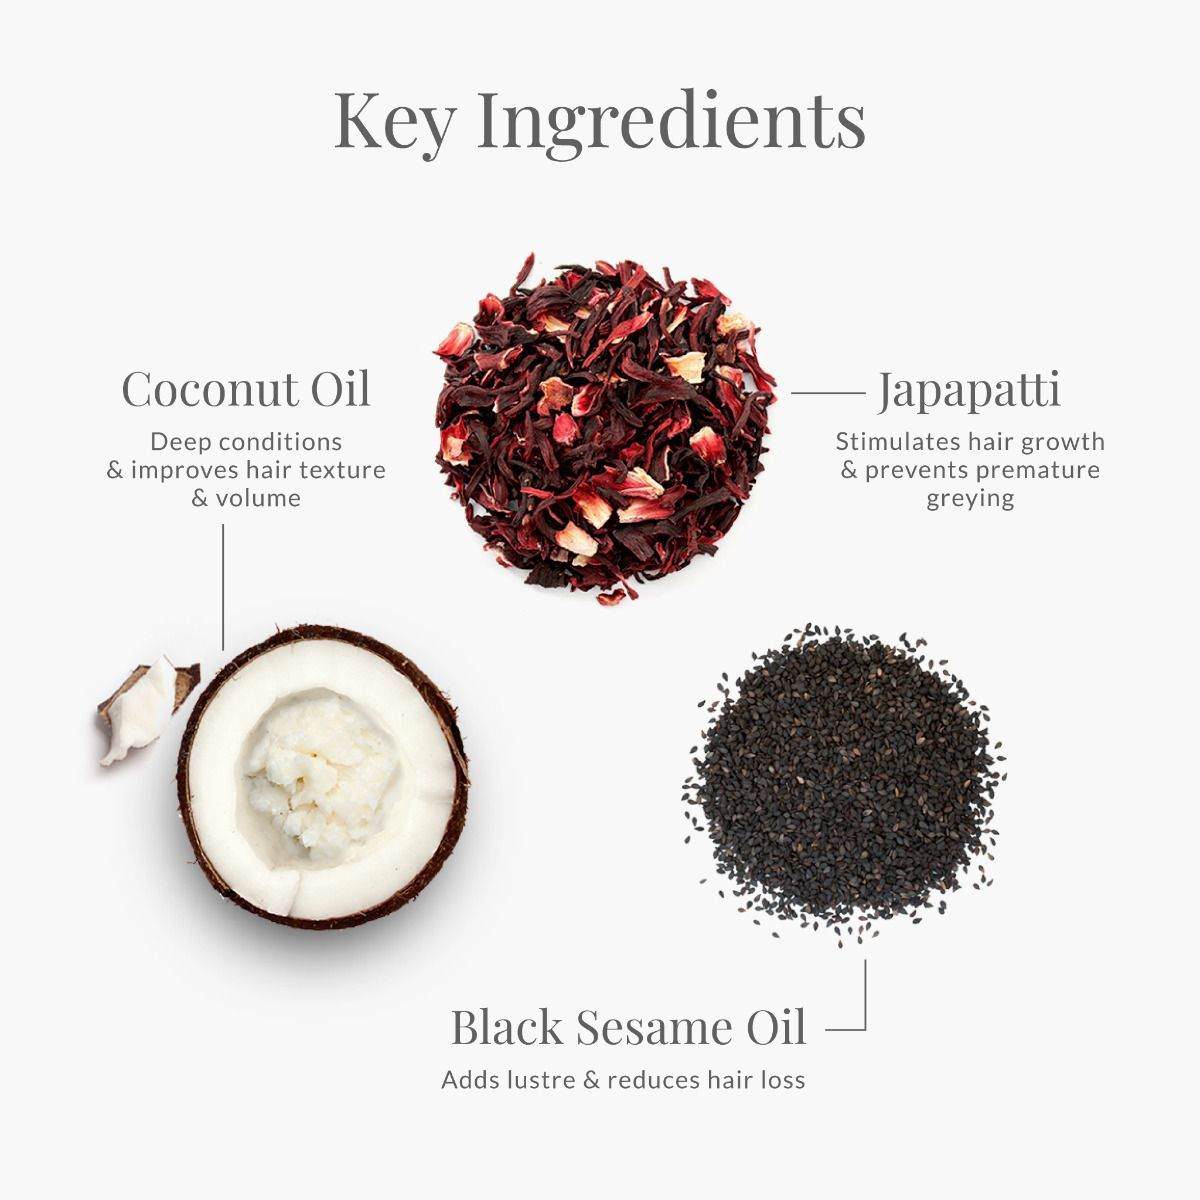 Key Ingredients
Coconut Oil
Deep conditions
& improves hair texture
& volume
Japapatti
Stimulates hair growth
& prevents premature
greying
Black Sesame Oil
Adds lustre & reduces hair loss